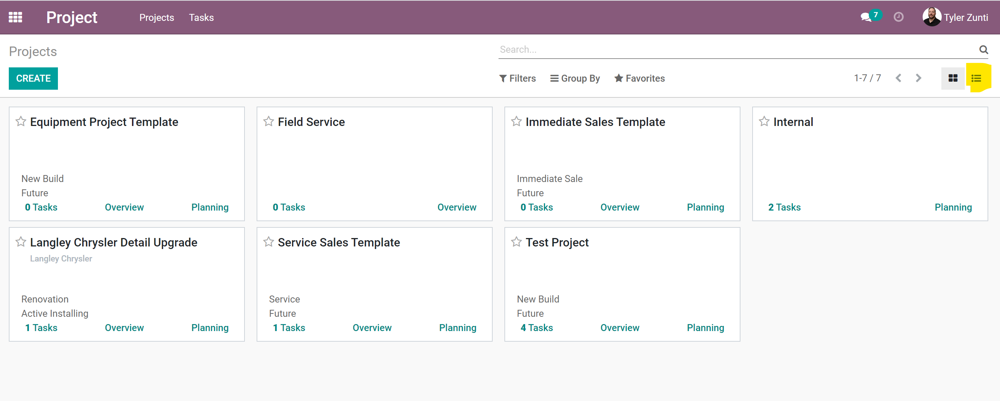 Project Projects Tasks 7 Tyler Zunti
Projects Search...
CREATE Filters Group By Favorites 1-7 / 7
Equipment Project Template
New Build
Future
0 Tasks Overview Planning
Field Service
0 Tasks Overview
Immediate Sales Template
Immediate Sale
Future
0 Tasks Overview Planning
Internal
2 Tasks Planning
Langley Chrysler Detail Upgrade
Langley Chrysler
Renovation
Active Installing
1 Tasks Overview Planning
Service Sales Template
Service
Future
1 Tasks Overview Planning
Test Project
New Build
Future
4 Tasks Overview Planning